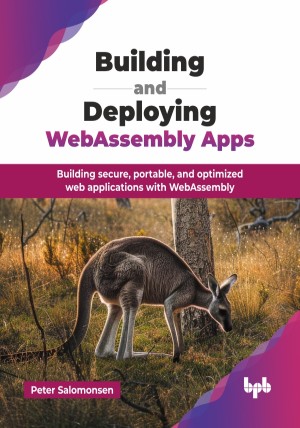 Building
and
Deploying
WebAssembly Apps
Building secure, portable, and optimized
web applications with WebAssembly
Peter Salomonsen
bpb